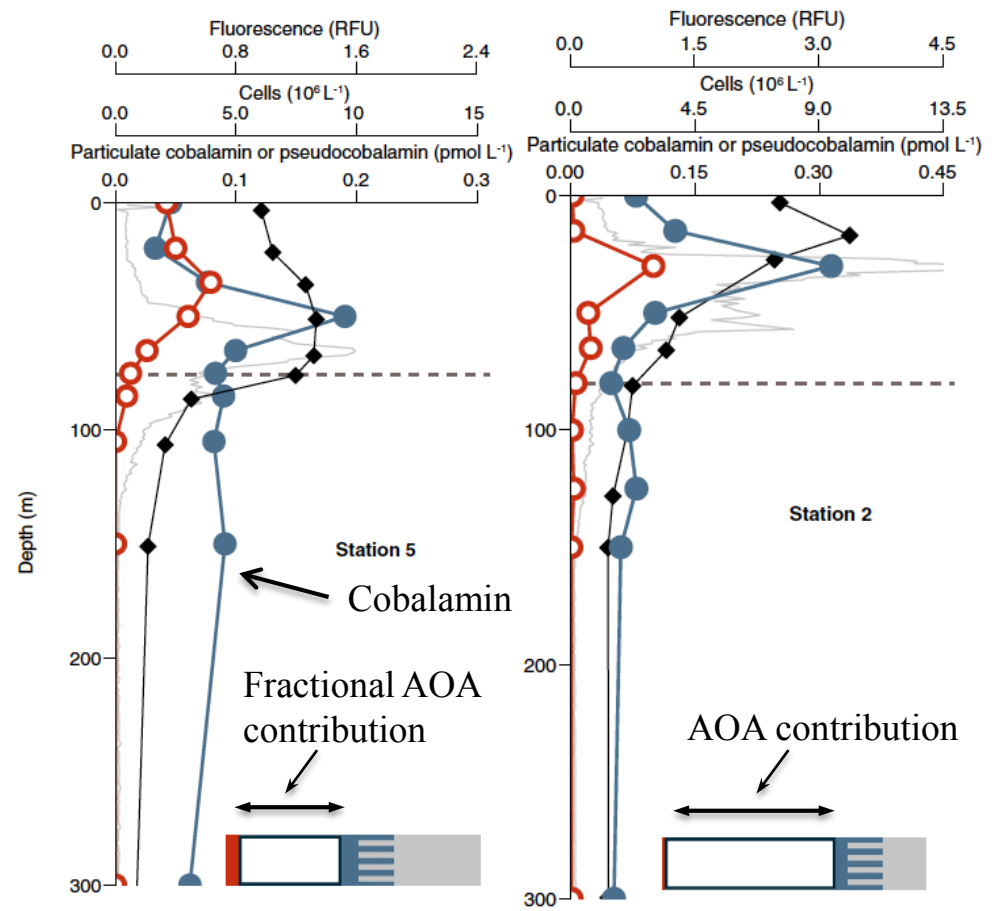 Fluorescence (RFU)
0.0 0.8 1.6 2.4
Cells (10⁶ L⁻¹)
0.0 5.0 10 15
Particulate cobalamin or pseudocobalamin (pmol L⁻¹)
0.0 0.1 0.2 0.3
0
100
200
300
Depth (m)
Station 5
Cobalamin
Fractional AOA
contribution
Fluorescence (RFU)
0.0 1.5 3.0 4.5
Cells (10⁶ L⁻¹)
0.0 4.5 9.0 13.5
Particulate cobalamin or pseudocobalamin (pmol L⁻¹)
0.00 0.15 0.30 0.45
0
100
200
300
Station 2
AOA contribution